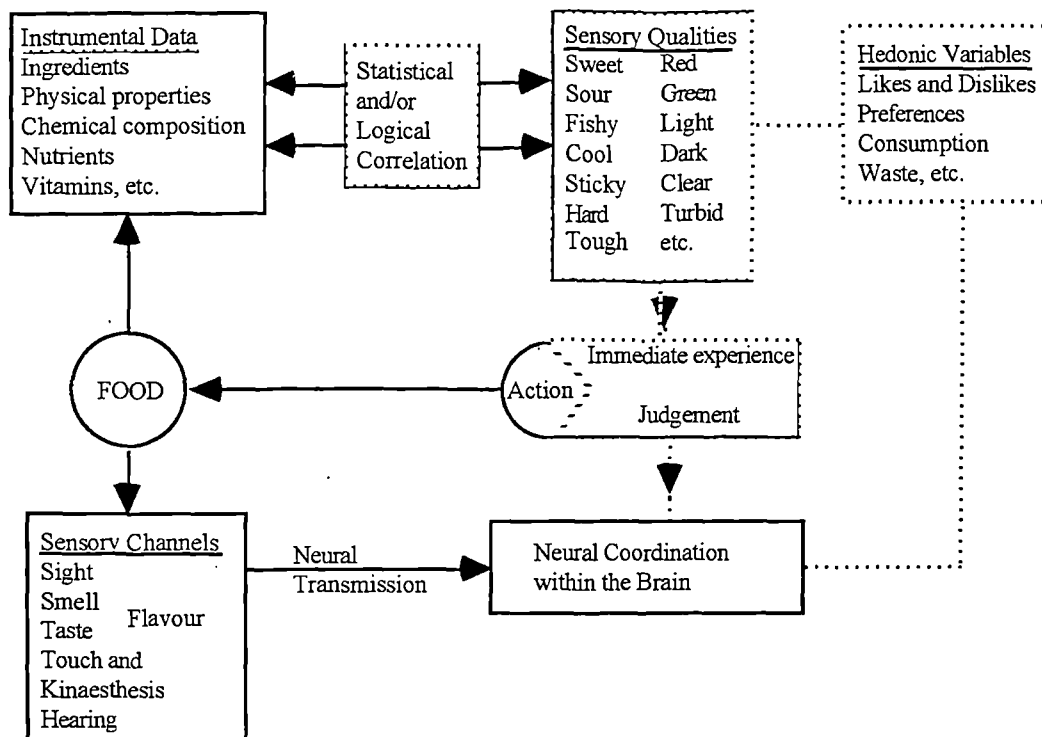 Instrumental Data
Ingredients
Physical properties
Chemical composition
Nutrients
Vitamins, etc.
Statistical
and/or
Logical
Correlation
Sensory Qualities
Sweet Red
Sour Green
Fishy Light
Cool Dark
Sticky Clear
Hard Turbid
Tough etc.
Hedonic Variables
Likes and Dislikes
Preferences
Consumption
Waste, etc.
FOOD
Action
Immediate experience
Judgement
Sensory Channels
Sight
Smell
Taste
Flavour
Touch and
Kinaesthesis
Hearing
Neural
Transmission
Neural Coordination
within the Brain